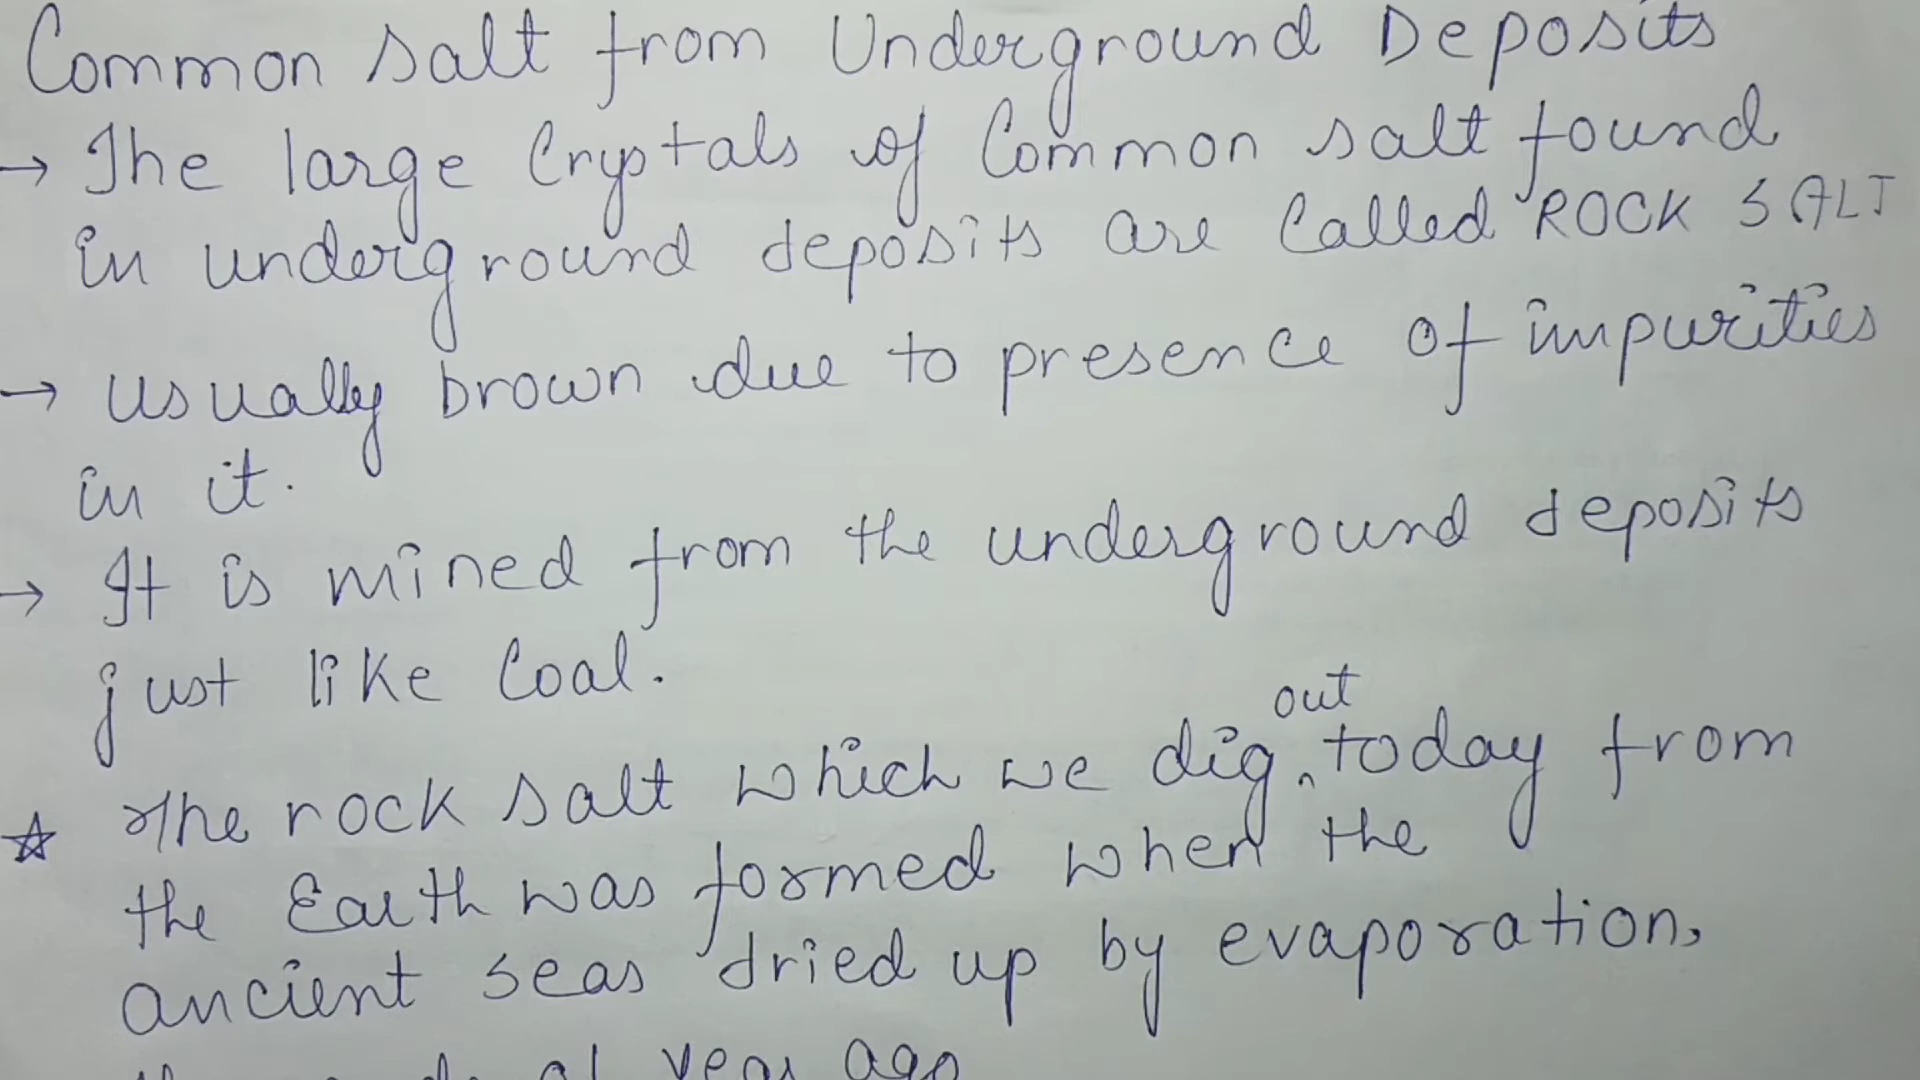 Common salt from Underground Deposits
→ The large Crystals of Common salt found
in underground deposits are Called ROCK SALT
→ usually brown due to presence of impurities
in it.
→ It is mined from the underground deposits
just like Coal.
out
☆ The rock salt which we dig ^ today from
the Earth was formed when the
ancient seas dried up by evaporation,
year ago